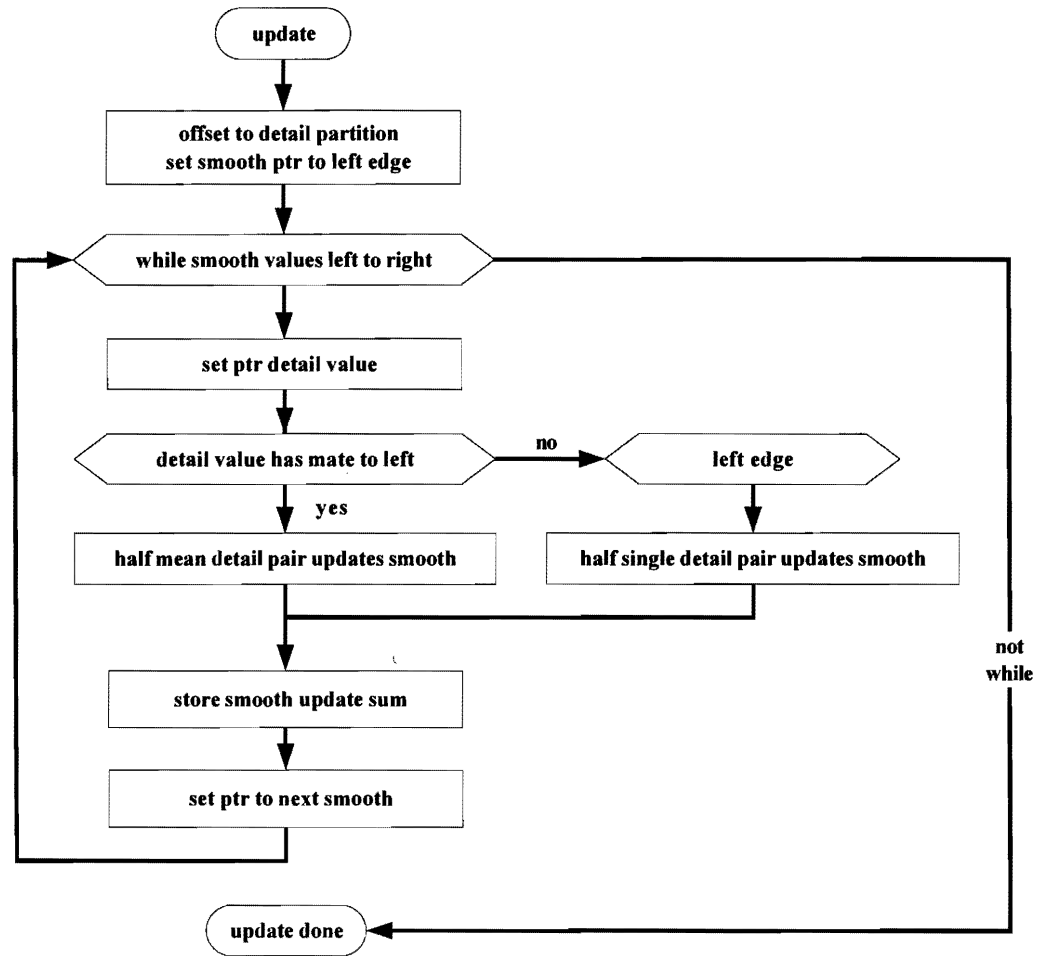 update
offset to detail partition
set smooth ptr to left edge
while smooth values left to right
set ptr detail value
detail value has mate to left
no
left edge
yes
half mean detail pair updates smooth
half single detail pair updates smooth
not
while
store smooth update sum
set ptr to next smooth
update done